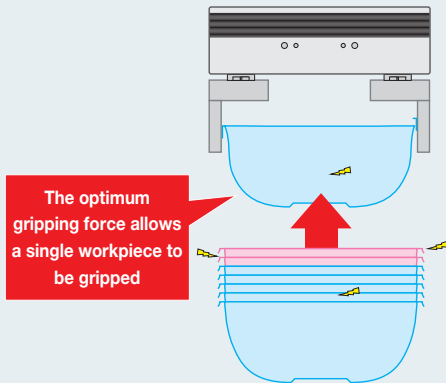 The optimum
gripping force allows
a single workpiece to
be gripped